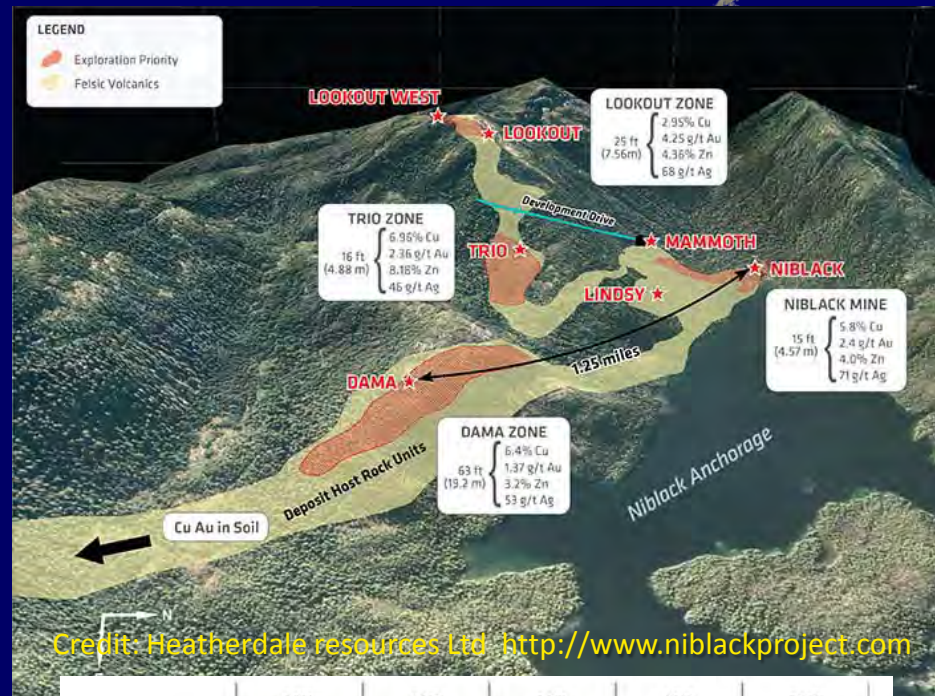 LEGEND
Exploration Priority
Felsic Volcanics
LOOKOUT WEST
LOOKOUT
LOOKOUT ZONE
25 ft
(7.56m)
2.95% Cu
4.25 g/t Au
4.36% Zn
68 g/t Ag
Development Drive
TRIO ZONE
16 ft
(4.88 m)
6.96% Cu
2.36 g/t Au
8.18% Zn
46 g/t Ag
TRIO
MAMMOTH
NIBLACK
LINDSY
NIBLACK MINE
15 ft
(4.57 m)
5.8% Cu
2.4 g/t Au
4.0% Zn
71 g/t Ag
1.25 miles
DAMA
DAMA ZONE
63 ft
(19.2 m)
6.4% Cu
1.37 g/t Au
3.2% Zn
53 g/t Ag
Deposit Host Rock Units
Niblack Anchorage
Cu Au in Soil
N
Credit: Heatherdale resources Ltd http://www.niblackproject.com